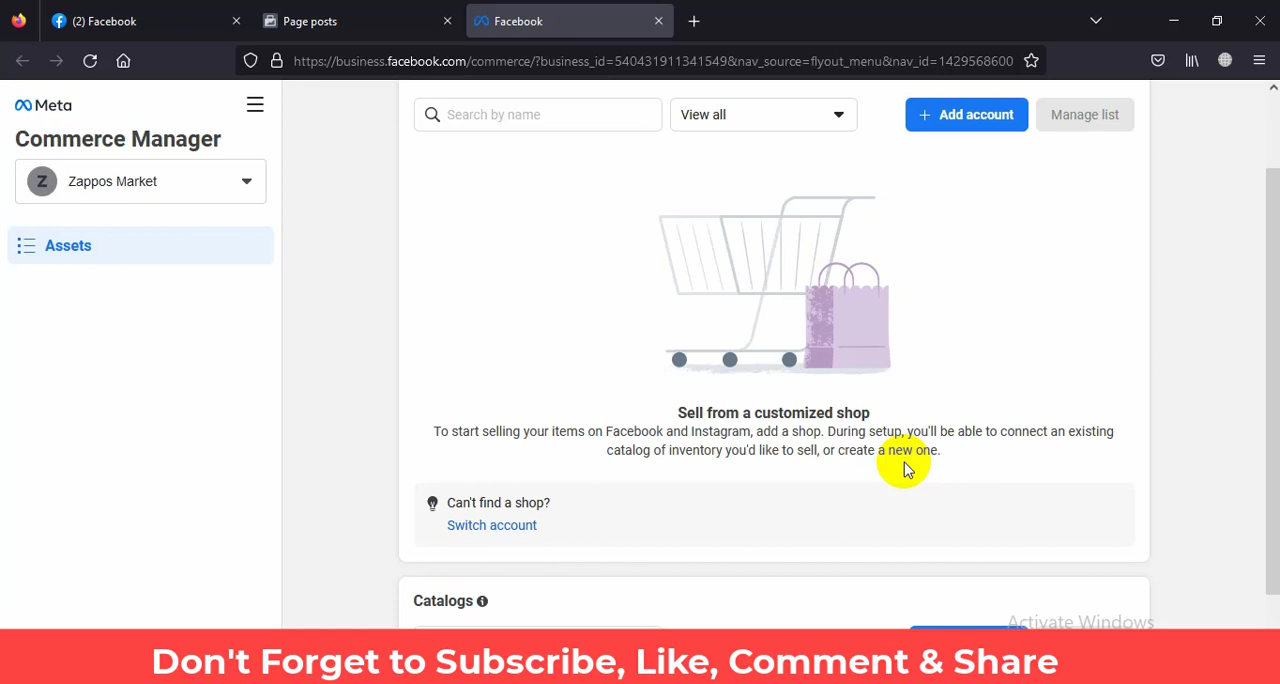 (2) Facebook
Page posts
Facebook
https://business.facebook.com/commerce/?business_id=540431911341549&nav_source=flyout_menu&nav_id=1429568600
Meta
Commerce Manager
Z Zappos Market
Assets
Search by name
View all
+ Add account
Manage list
Sell from a customized shop
To start selling your items on Facebook and Instagram, add a shop. During setup, you'll be able to connect an existing
catalog of inventory you'd like to sell, or create a new one.
Can't find a shop?
Switch account
Catalogs
Activate Windows
Don't Forget to Subscribe, Like, Comment & Share